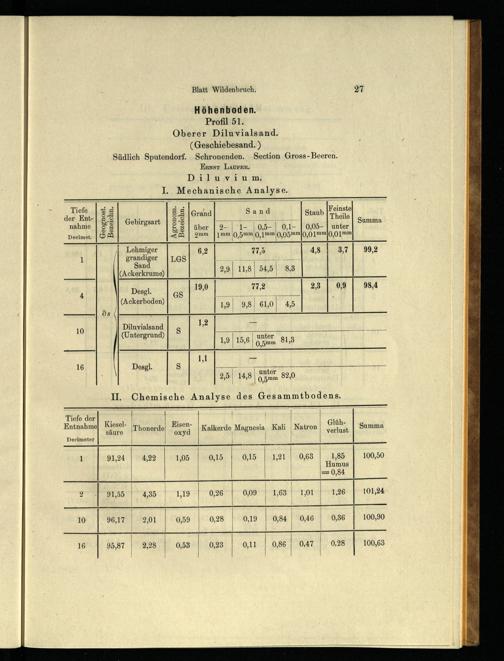 Blatt Wildenbruch. 27
Höhenboden.
Profil 51.
Oberer Diluvialsand.
(Geschiebesand.)
Südlich Sputendorf. Schronenden. Section Gross-Beeren.
Ernst Laufer.
Diluvium.
I. Mechanische Analyse.
Tiefe der Entnahme Decimet. Geognost. Bezeichn. Gebirgsart Agronom. Bezeichn. Grand über 2mm Sand 2–1mm 1–0,5mm 0,5–0,1mm 0,1–0,05mm Staub 0,05–0,01mm Feinste Theile unter 0,01mm Summa
1 Lehmiger grandiger Sand (Ackerkrume) LGS 6,2 77,5 4,8 3,7 99,2
2,9 11,8 54,5 8,3
4 Desgl. (Ackerboden) GS 19,0 77,2 2,3 0,9 98,4
1,9 9,8 61,0 4,5
∂s
10 Diluvialsand (Untergrund) S 1,2 —
1,9 15,6 unter 0,5mm 81,3
16 Desgl. S 1,1 —
2,5 14,8 unter 0,5mm 82,0
II. Chemische Analyse des Gesammtbodens.
Tiefe der Entnahme Decimeter Kieselsäure Thonerde Eisenoxyd Kalkerde Magnesia Kali Natron Glühverlust Summa
1 91,24 4,22 1,05 0,15 0,15 1,21 0,63 1,85 Humus = 0,84 100,50
2 91,55 4,35 1,19 0,26 0,09 1,63 1,01 1,26 101,24
10 96,17 2,01 0,59 0,28 0,19 0,84 0,46 0,36 100,90
16 95,87 2,28 0,53 0,23 0,11 0,86 0,47 0.28 100,63